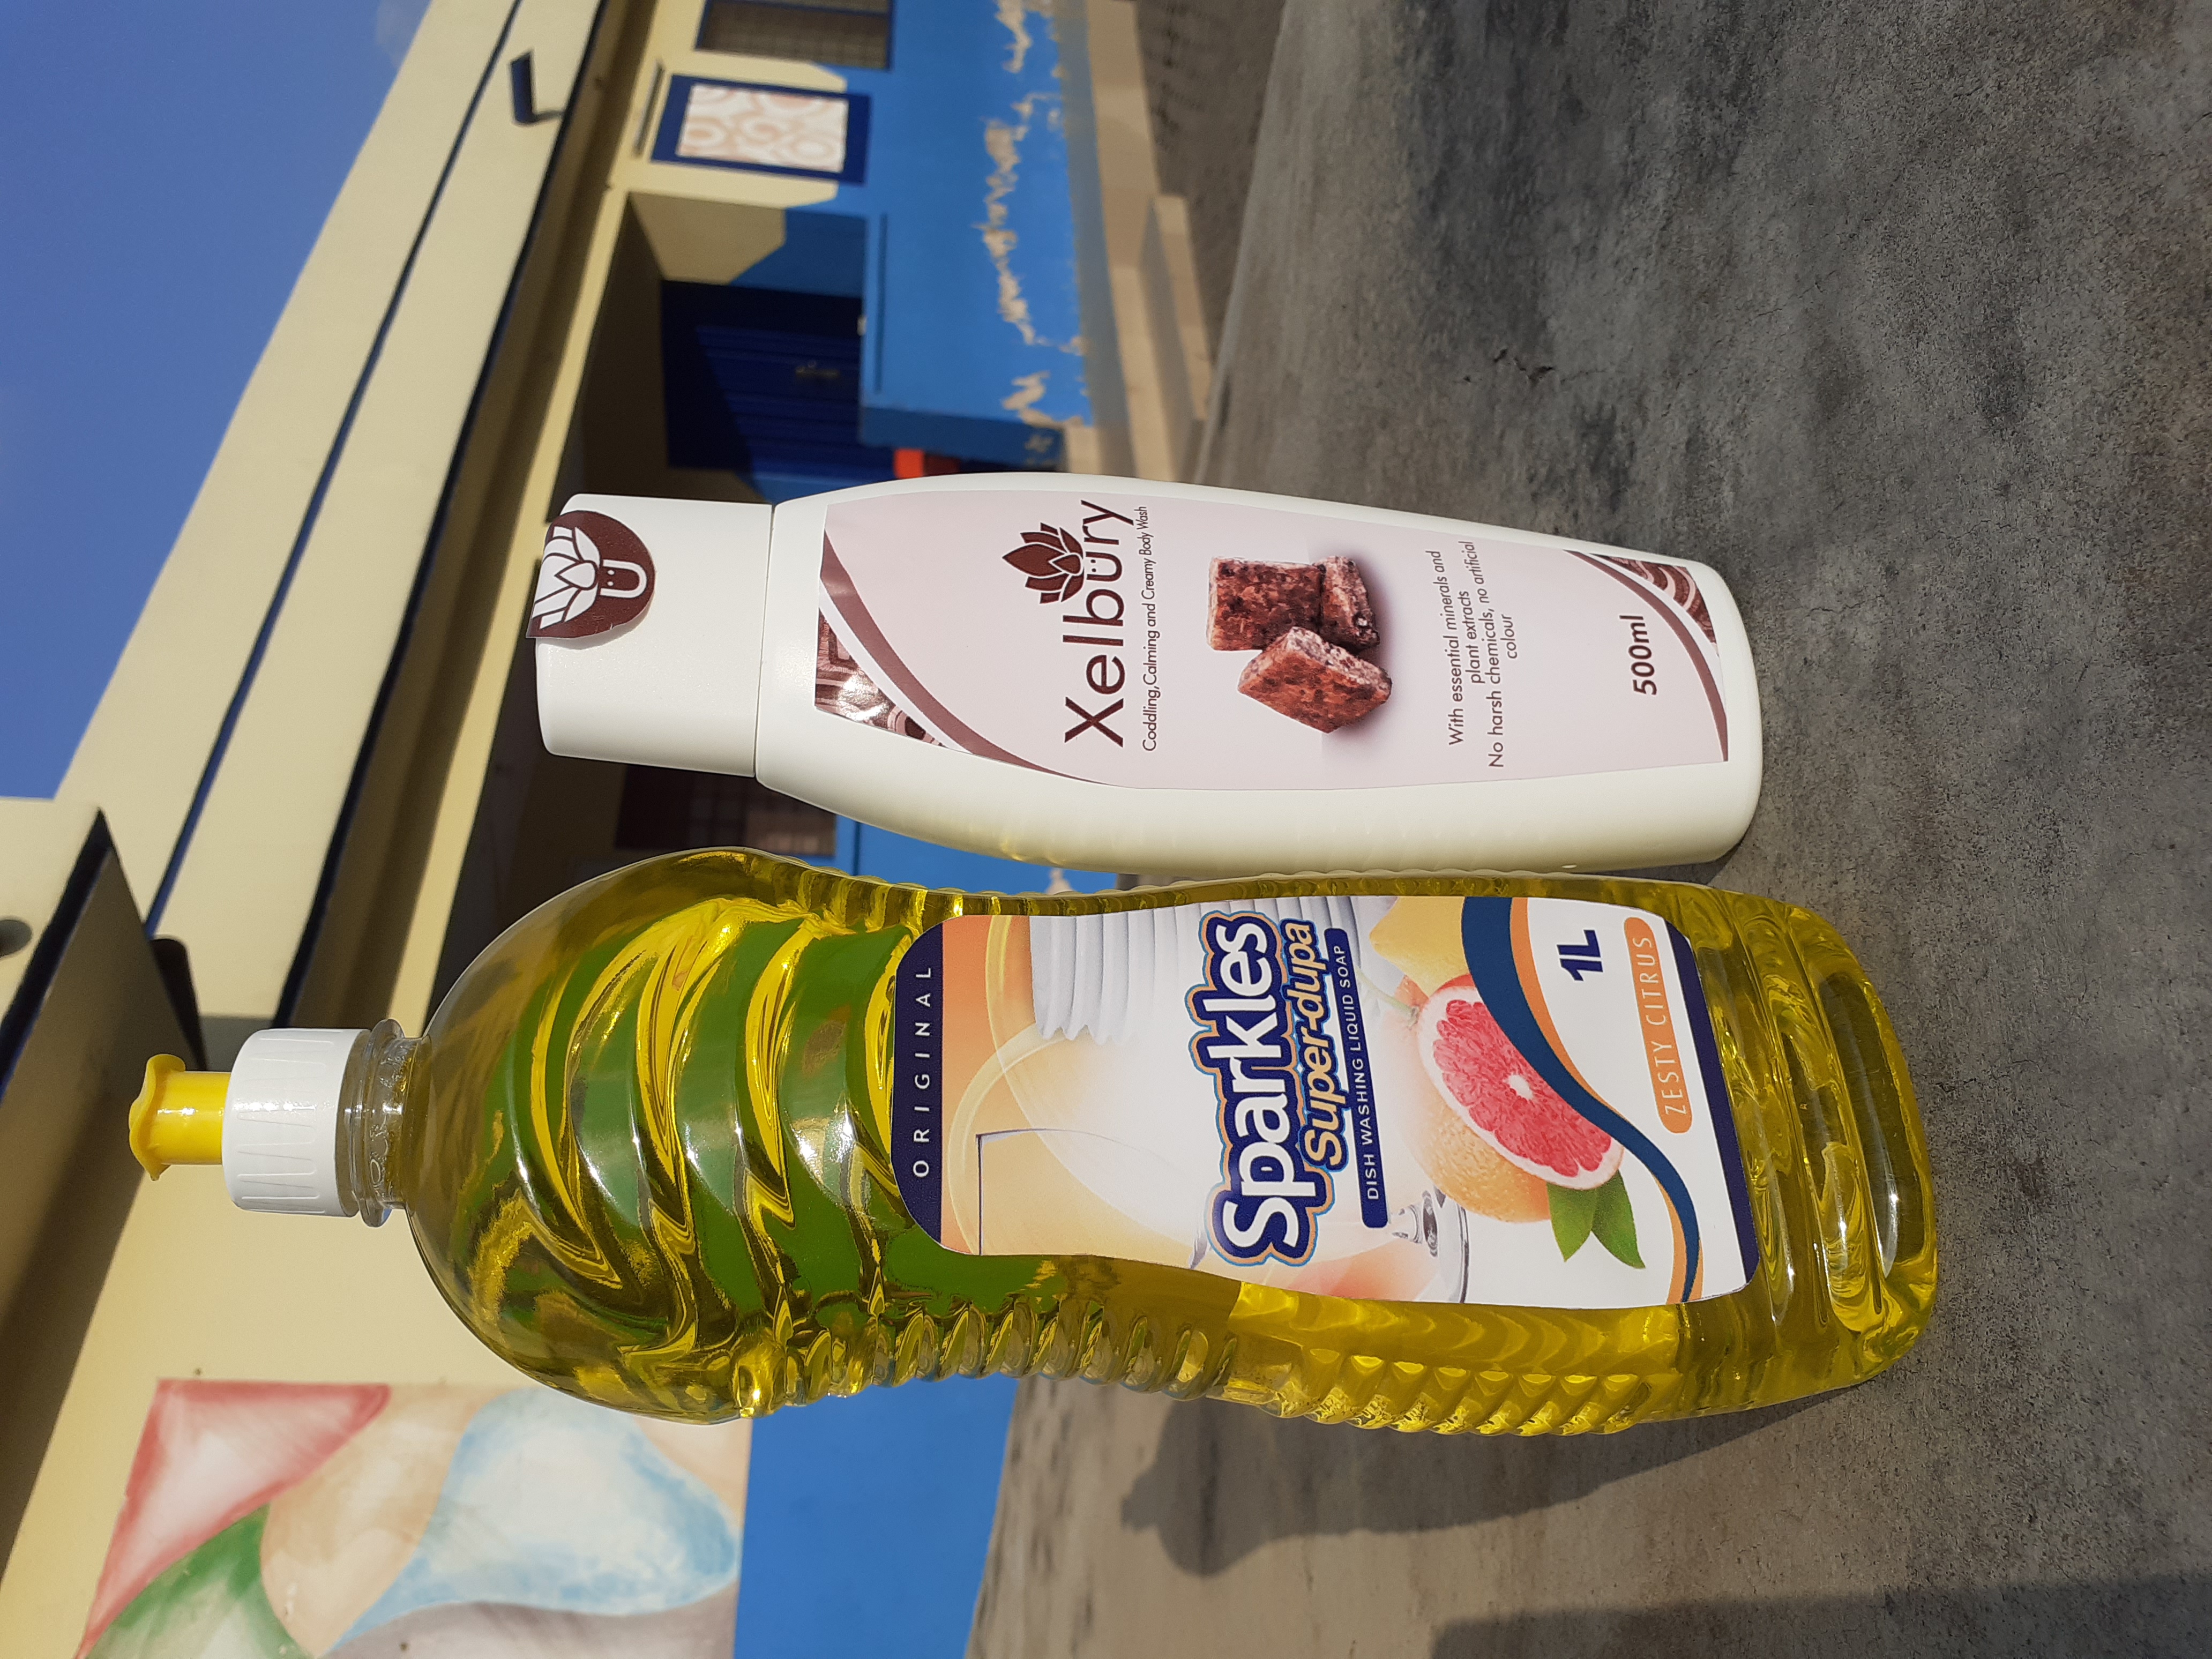 ORIGINAL
Sparkles
Super-dupa
DISH WASHING LIQUID SOAP
1L
ZESTY CITRUS
Xelbury
Coddling,Calming and Creamy Body Wash
With essential minerals and
plant extracts
No harsh chemicals, no artificial
colour
500ml